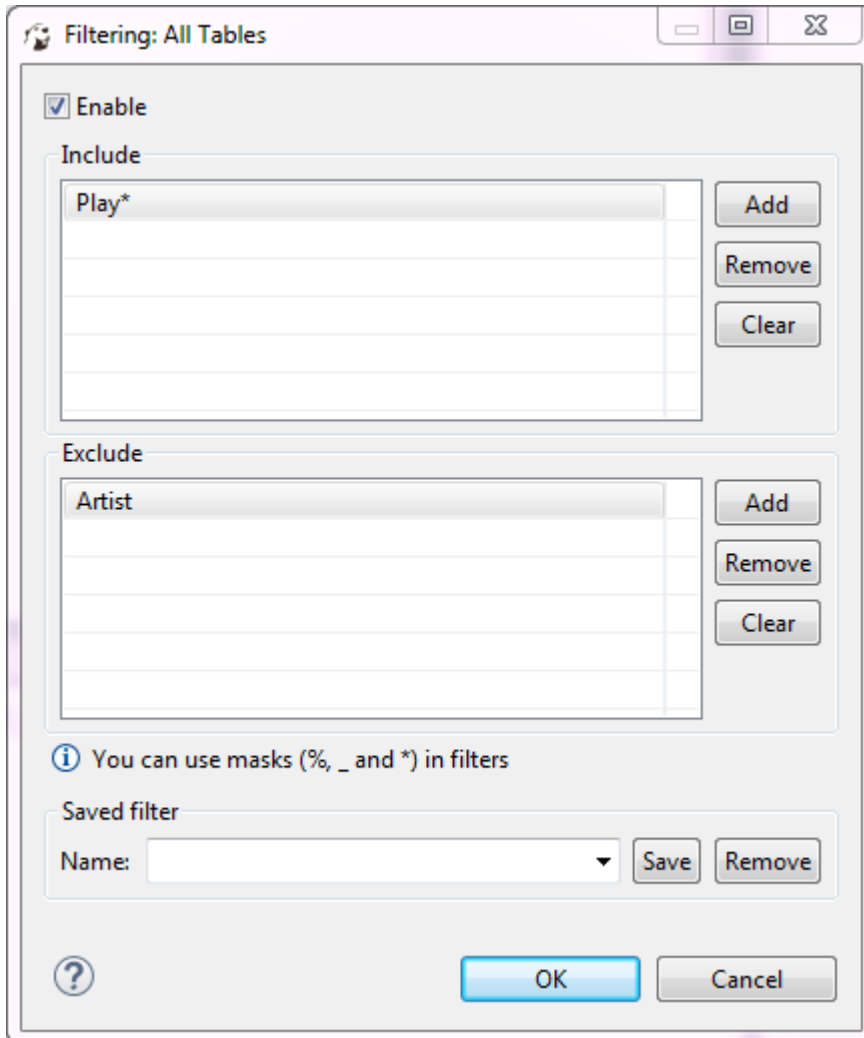 Filtering: All Tables
Enable
Include
Play*
Add
Remove
Clear
Exclude
Artist
Add
Remove
Clear
You can use masks (%, _ and *) in filters
Saved filter
Name:
Save
Remove
OK
Cancel